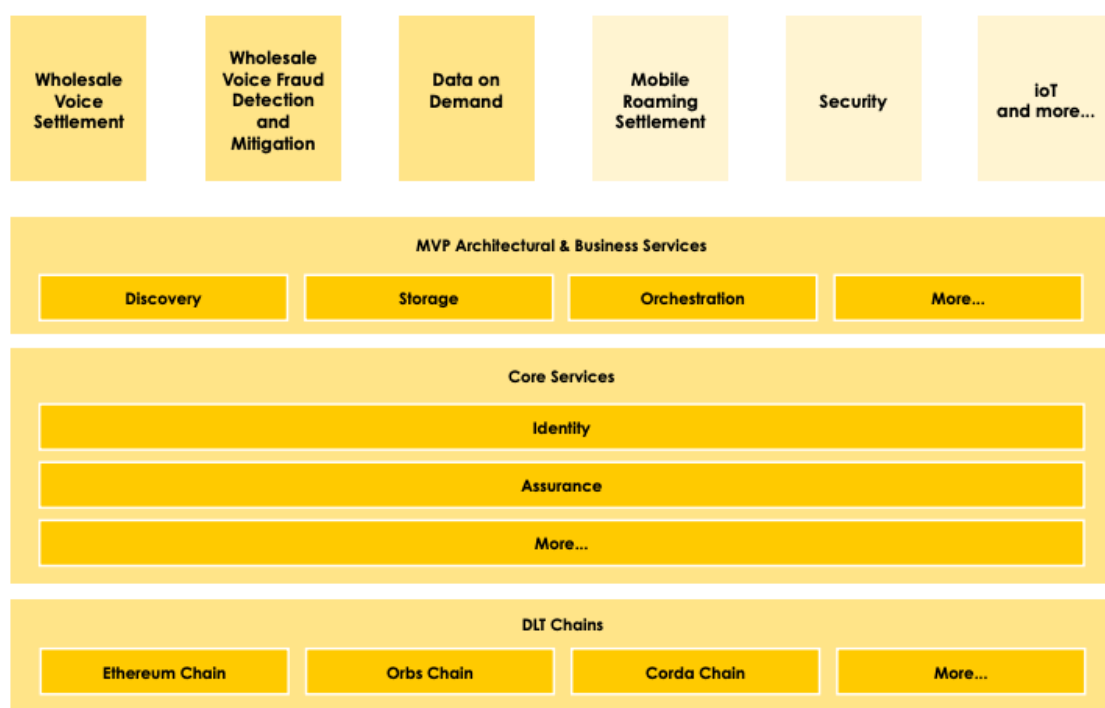 Wholesale
Voice
Settlement
Wholesale
Voice Fraud
Detection
and
Mitigation
Data on
Demand
Mobile
Roaming
Settlement
Security
ioT
and more...
MVP Architectural & Business Services
Discovery
Storage
Orchestration
More...
Core Services
Identity
Assurance
More...
DLT Chains
Ethereum Chain
Orbs Chain
Corda Chain
More...